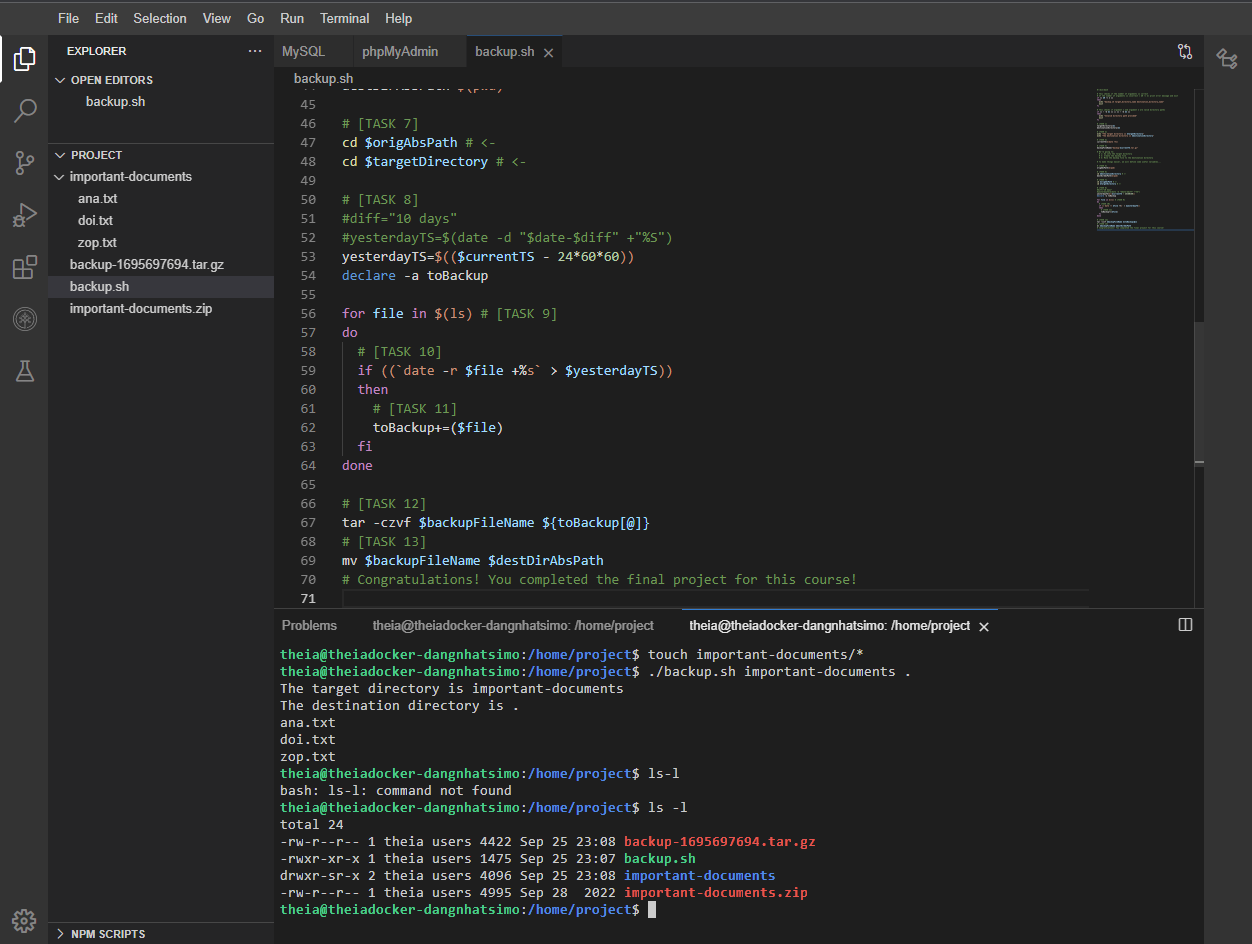 File Edit Selection View Go Run Terminal Help
EXPLORER
OPEN EDITORS
backup.sh
PROJECT
important-documents
ana.txt
doi.txt
zop.txt
backup-1695697694.tar.gz
backup.sh
important-documents.zip
NPM SCRIPTS
MySQL phpMyAdmin backup.sh
backup.sh
45
46 # [TASK 7]
47 cd $origAbsPath # <-
48 cd $targetDirectory # <-
49
50 # [TASK 8]
51 #diff="10 days"
52 #yesterdayTS=$(date -d "$date-$diff" +"%S")
53 yesterdayTS=$(($currentTS - 24*60*60))
54 declare -a toBackup
55
56 for file in $(ls) # [TASK 9]
57 do
58 # [TASK 10]
59 if ((`date -r $file +%s` > $yesterdayTS))
60 then
61 # [TASK 11]
62 toBackup+=($file)
63 fi
64 done
65
66 # [TASK 12]
67 tar -czvf $backupFileName ${toBackup[@]}
68 # [TASK 13]
69 mv $backupFileName $destDirAbsPath
70 # Congratulations! You completed the final project for this course!
71
Problems theia@theiadocker-dangnhatsimo: /home/project theia@theiadocker-dangnhatsimo: /home/project
theia@theiadocker-dangnhatsimo:/home/project$ touch important-documents/*
theia@theiadocker-dangnhatsimo:/home/project$ ./backup.sh important-documents .
The target directory is important-documents
The destination directory is .
ana.txt
doi.txt
zop.txt
theia@theiadocker-dangnhatsimo:/home/project$ ls-l
bash: ls-l: command not found
theia@theiadocker-dangnhatsimo:/home/project$ ls -l
total 24
-rw-r--r-- 1 theia users 4422 Sep 25 23:08 backup-1695697694.tar.gz
-rwxr-xr-x 1 theia users 1475 Sep 25 23:07 backup.sh
drwxr-sr-x 2 theia users 4096 Sep 25 23:08 important-documents
-rw-r--r-- 1 theia users 4995 Sep 28  2022 important-documents.zip
theia@theiadocker-dangnhatsimo:/home/project$